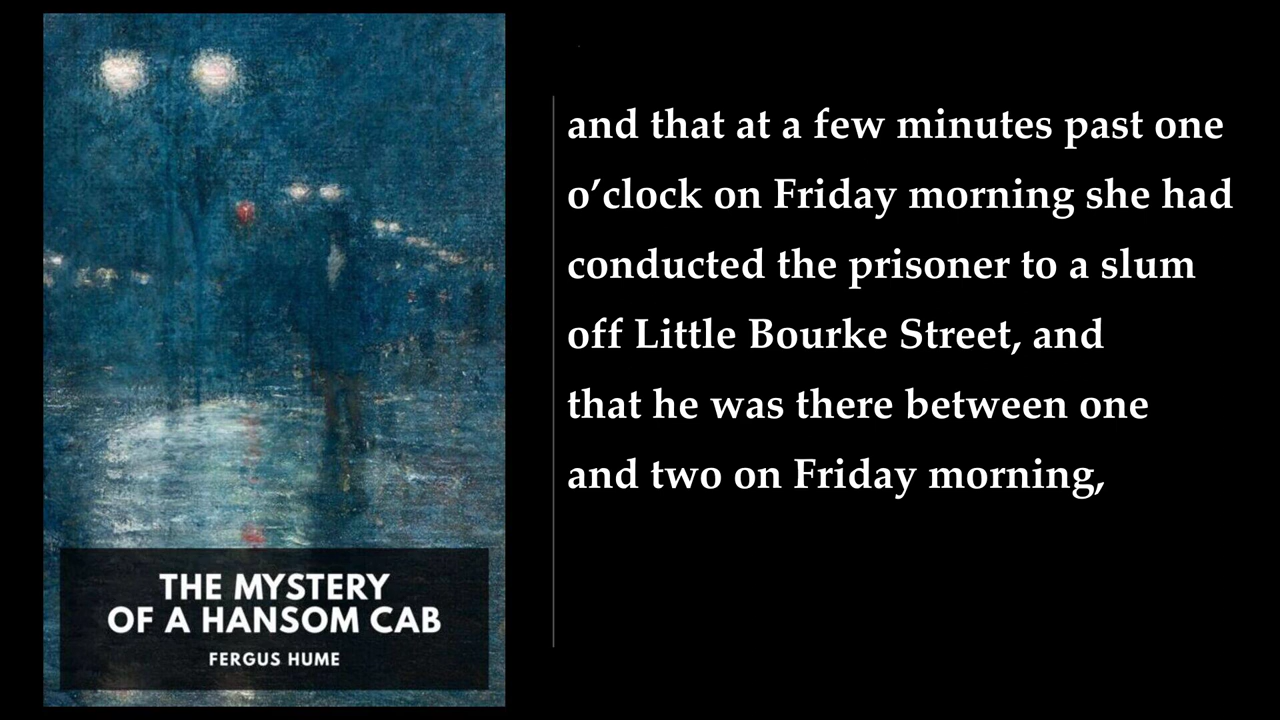 THE MYSTERY
OF A HANSOM CAB
FERGUS HUME
and that at a few minutes past one
o’clock on Friday morning she had
conducted the prisoner to a slum
off Little Bourke Street, and
that he was there between one
and two on Friday morning,